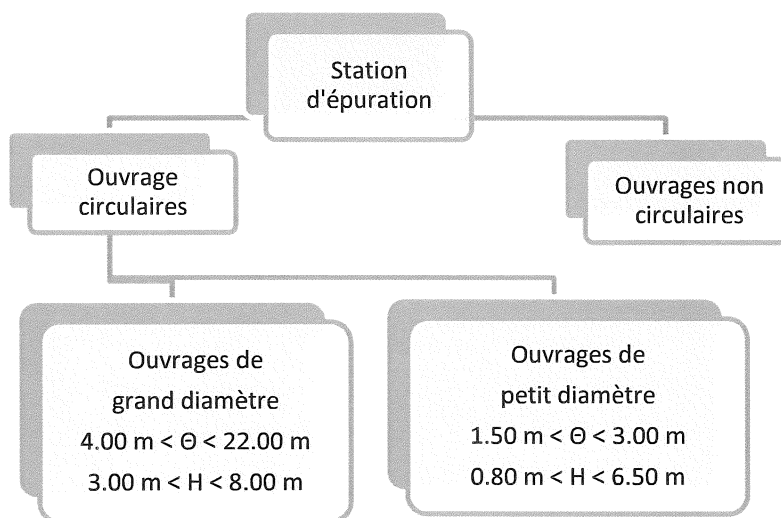 Station
d'épuration
Ouvrage
circulaires
Ouvrages non
circulaires
Ouvrages de
grand diamètre
4.00 m < Θ < 22.00 m
3.00 m < H < 8.00 m
Ouvrages de
petit diamètre
1.50 m < Θ < 3.00 m
0.80 m < H < 6.50 m